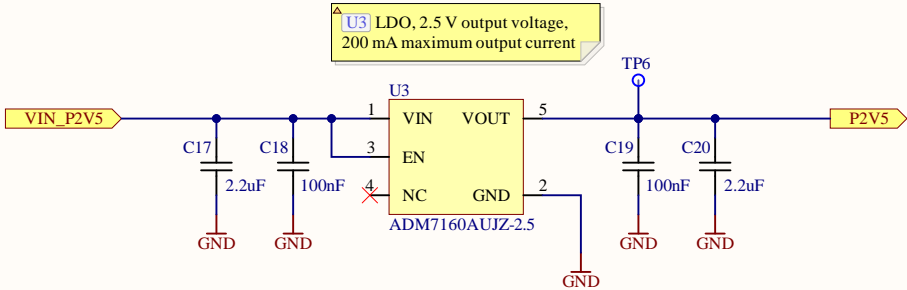 U3 LDO, 2.5 V output voltage,
200 mA maximum output current
TP6
U3
VIN_P2V5
1
VIN
VOUT
5
P2V5
C17
C18
3
EN
C19
C20
2.2uF
100nF
4
NC
GND
2
100nF
2.2uF
ADM7160AUJZ-2.5
GND
GND
GND
GND
GND